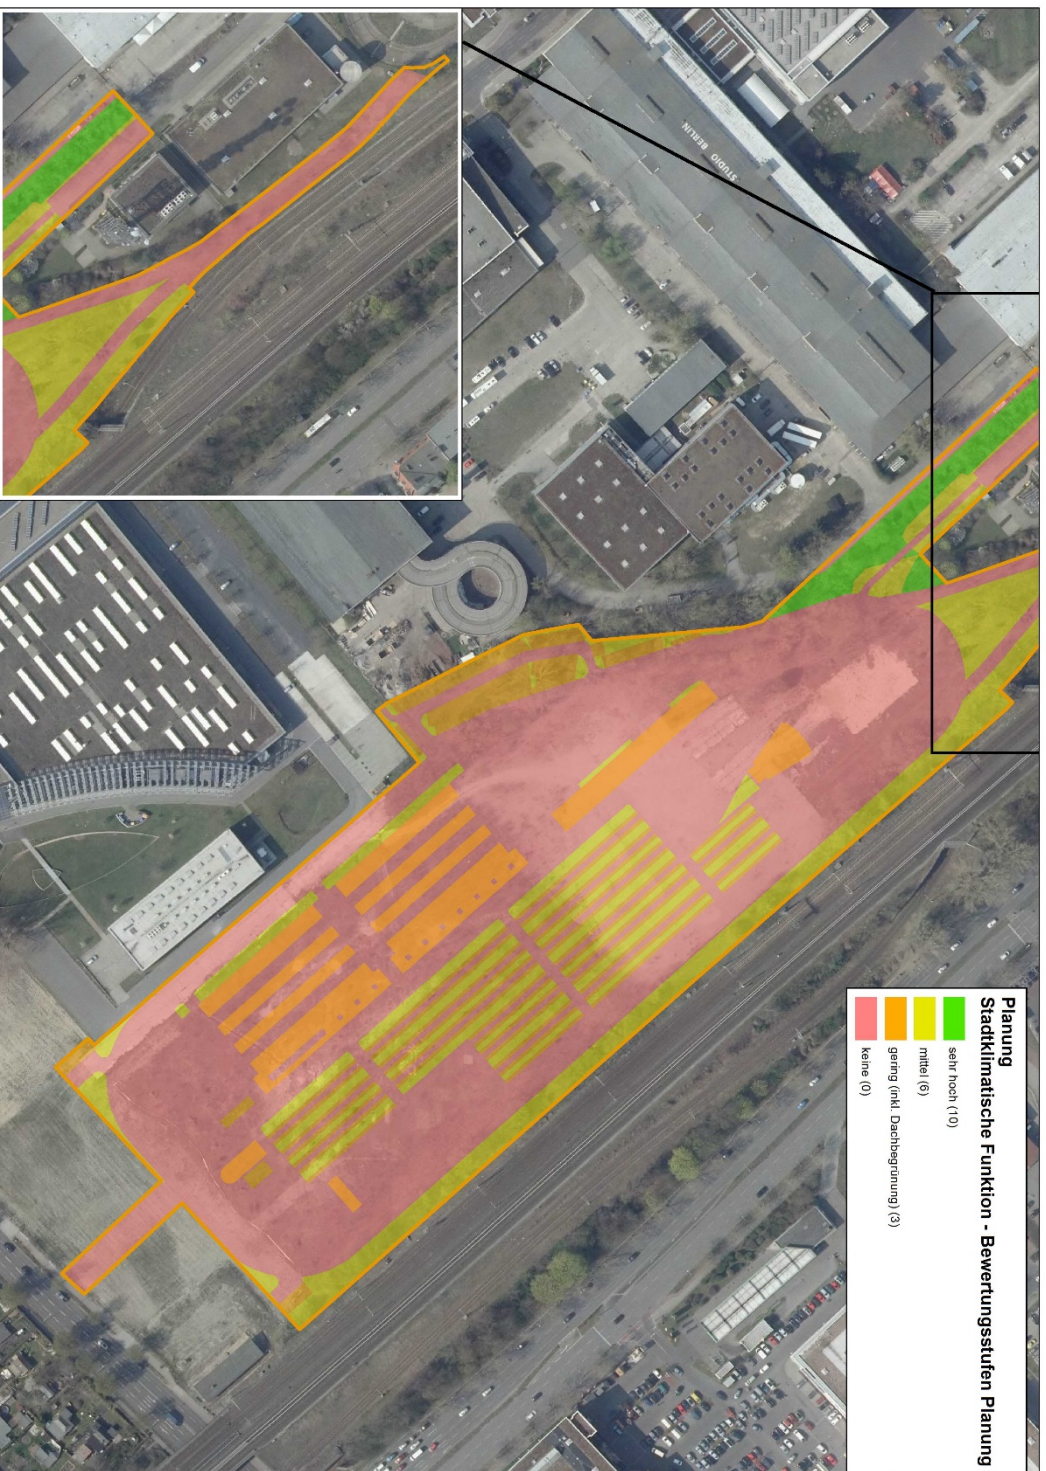 Planung
Stadtklimatische Funktion - Bewertungsstufen Planung
sehr hoch (10)
mittel (6)
gering (inkl. Dachbegrünung) (3)
keine (0)
STUDIO BERLIN